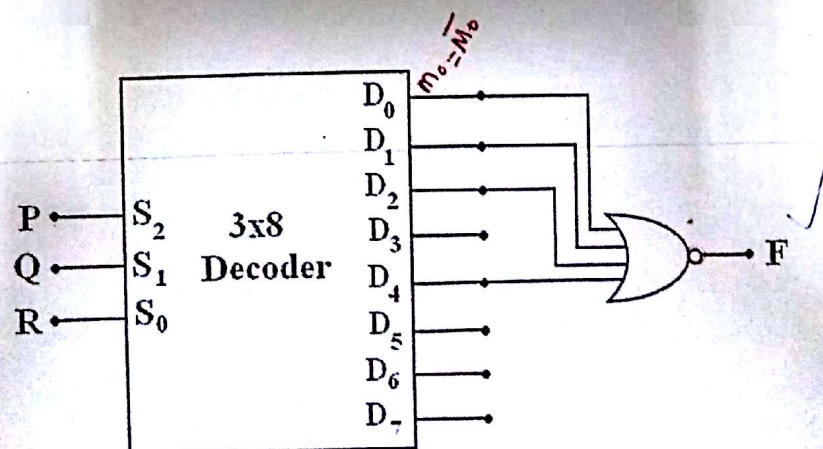 m₀=M̅₀
D₀
D₁
D₂
D₃
D₄
D₅
D₆
D₇
P
Q
R
S₂
S₁
S₀
3x8
Decoder
F